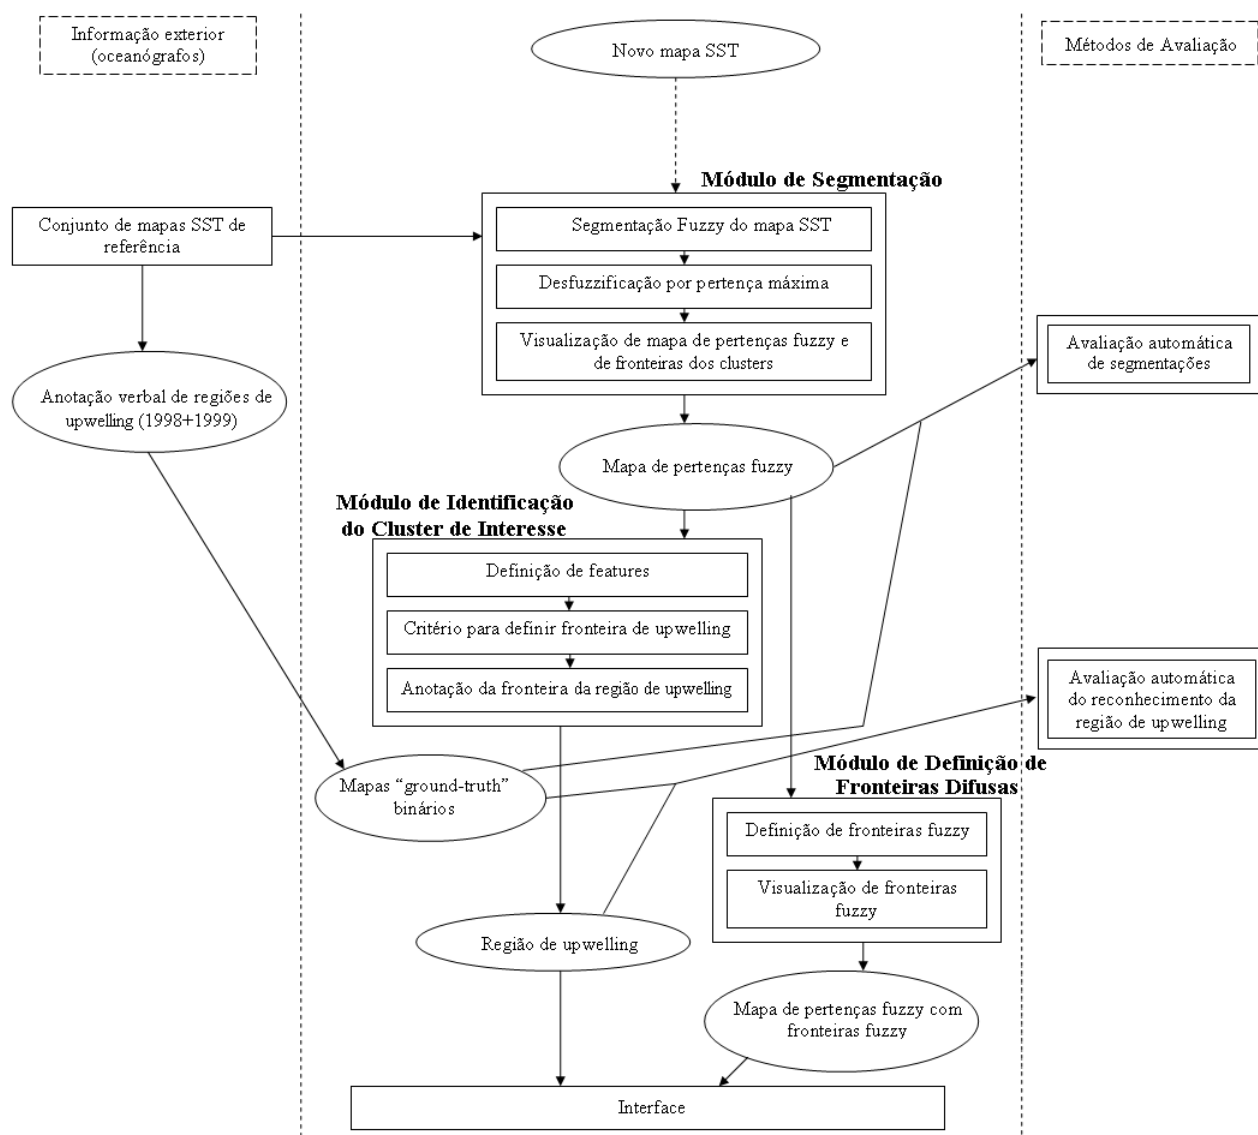 Informação exterior
(oceanógrafos)
Novo mapa SST
Métodos de Avaliação
Módulo de Segmentação
Conjunto de mapas SST de
referência
Segmentação Fuzzy do mapa SST
Desfuzzificação por pertença máxima
Visualização de mapa de pertenças fuzzy e
de fronteiras dos clusters
Avaliação automática
de segmentações
Anotação verbal de regiões de
upwelling (1998+1999)
Mapa de pertenças fuzzy
Módulo de Identificação
do Cluster de Interesse
Definição de features
Critério para definir fronteira de upwelling
Anotação da fronteira da região de upwelling
Avaliação automática
do reconhecimento da
região de upwelling
Mapas “ground-truth”
binários
Módulo de Definição de
Fronteiras Difusas
Definição de fronteiras fuzzy
Visualização de fronteiras
fuzzy
Região de upwelling
Mapa de pertenças fuzzy com
fronteiras fuzzy
Interface